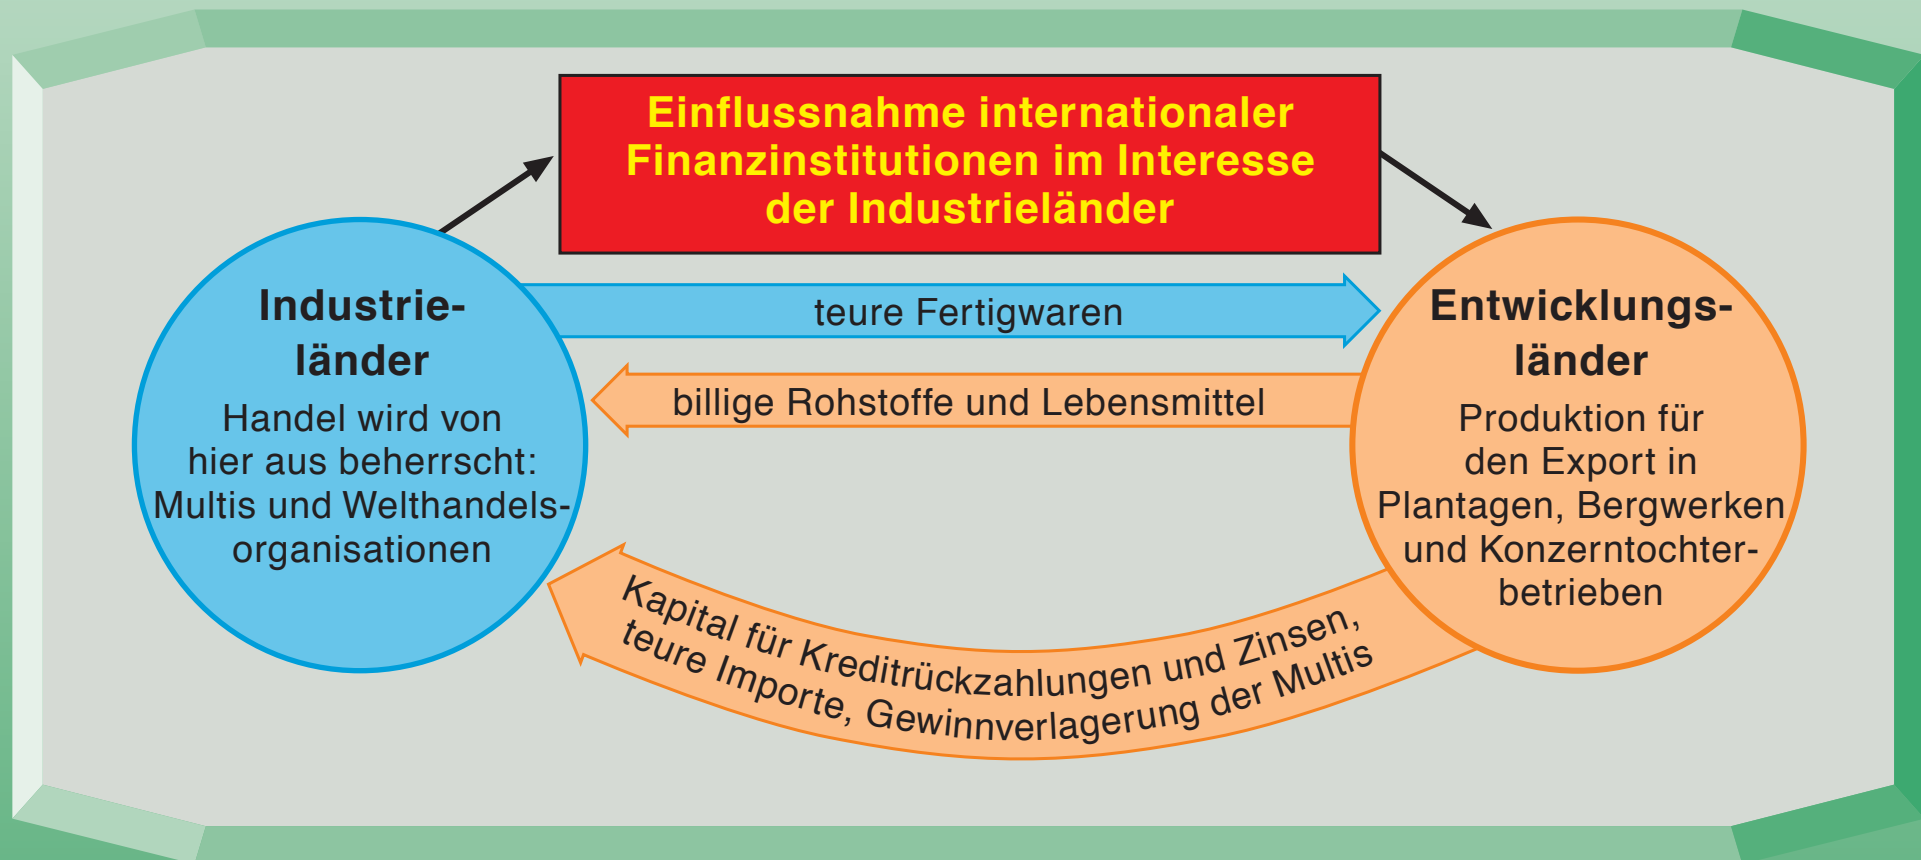 Einflussnahme internationaler
Finanzinstitutionen im Interesse
der Industrieländer
Industrie-
länder
Handel wird von
hier aus beherrscht:
Multis und Welthandels-
organisationen
teure Fertigwaren
billige Rohstoffe und Lebensmittel
Entwicklungs-
länder
Produktion für
den Export in
Plantagen, Bergwerken
und Konzerntochter-
betrieben
Kapital für Kreditrückzahlungen und Zinsen,
teure Importe, Gewinnverlagerung der Multis